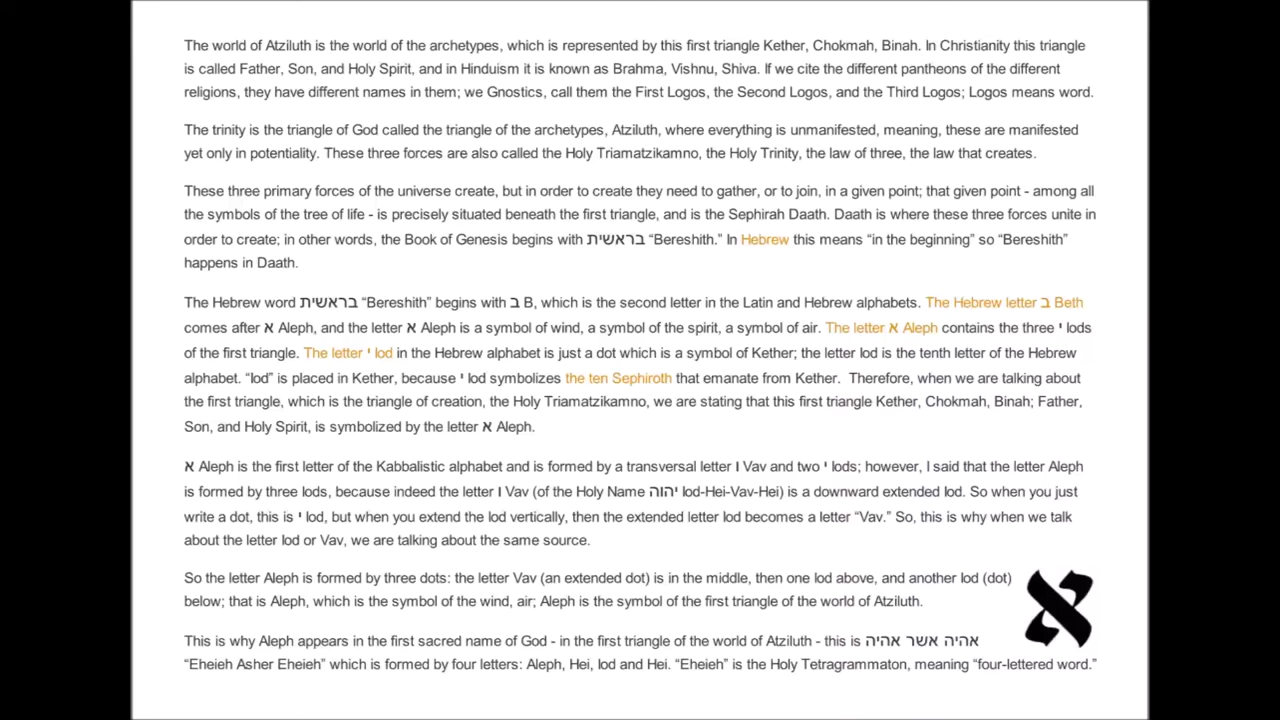 The world of Atziluth is the world of the archetypes, which is represented by this first triangle Kether, Chokmah, Binah. In Christianity this triangle
is called Father, Son, and Holy Spirit, and in Hinduism it is known as Brahma, Vishnu, Shiva. If we cite the different pantheons of the different
religions, they have different names in them; we Gnostics, call them the First Logos, the Second Logos, and the Third Logos; Logos means word.
The trinity is the triangle of God called the triangle of the archetypes, Atziluth, where everything is unmanifested, meaning, these are manifested
yet only in potentiality. These three forces are also called the Holy Triamatzikamno, the Holy Trinity, the law of three, the law that creates.
These three primary forces of the universe create, but in order to create they need to gather, or to join, in a given point; that given point - among all
the symbols of the tree of life - is precisely situated beneath the first triangle, and is the Sephirah Daath. Daath is where these three forces unite in
order to create; in other words, the Book of Genesis begins with בראשית “Bereshith.” In Hebrew this means “in the beginning” so “Bereshith”
happens in Daath.
The Hebrew word בראשית “Bereshith” begins with ב B, which is the second letter in the Latin and Hebrew alphabets. The Hebrew letter ב Beth
comes after א Aleph, and the letter א Aleph is a symbol of wind, a symbol of the spirit, a symbol of air. The letter א Aleph contains the three י Iods
of the first triangle. The letter י Iod in the Hebrew alphabet is just a dot which is a symbol of Kether; the letter Iod is the tenth letter of the Hebrew
alphabet. “Iod” is placed in Kether, because י Iod symbolizes the ten Sephiroth that emanate from Kether. Therefore, when we are talking about
the first triangle, which is the triangle of creation, the Holy Triamatzikamno, we are stating that this first triangle Kether, Chokmah, Binah; Father,
Son, and Holy Spirit, is symbolized by the letter א Aleph.
א Aleph is the first letter of the Kabbalistic alphabet and is formed by a transversal letter ו Vav and two י Iods; however, I said that the letter Aleph
is formed by three Iods, because indeed the letter ו Vav (of the Holy Name יהוה Iod-Hei-Vav-Hei) is a downward extended Iod. So when you just
write a dot, this is י Iod, but when you extend the Iod vertically, then the extended letter Iod becomes a letter “Vav.” So, this is why when we talk
about the letter Iod or Vav, we are talking about the same source.
So the letter Aleph is formed by three dots: the letter Vav (an extended dot) is in the middle, then one Iod above, and another Iod (dot)
below; that is Aleph, which is the symbol of the wind, air; Aleph is the symbol of the first triangle of the world of Atziluth.
א
This is why Aleph appears in the first sacred name of God - in the first triangle of the world of Atziluth - this is אהיה אשר אהיה
“Eheieh Asher Eheieh” which is formed by four letters: Aleph, Hei, Iod and Hei. “Eheieh” is the Holy Tetragrammaton, meaning “four-lettered word.”